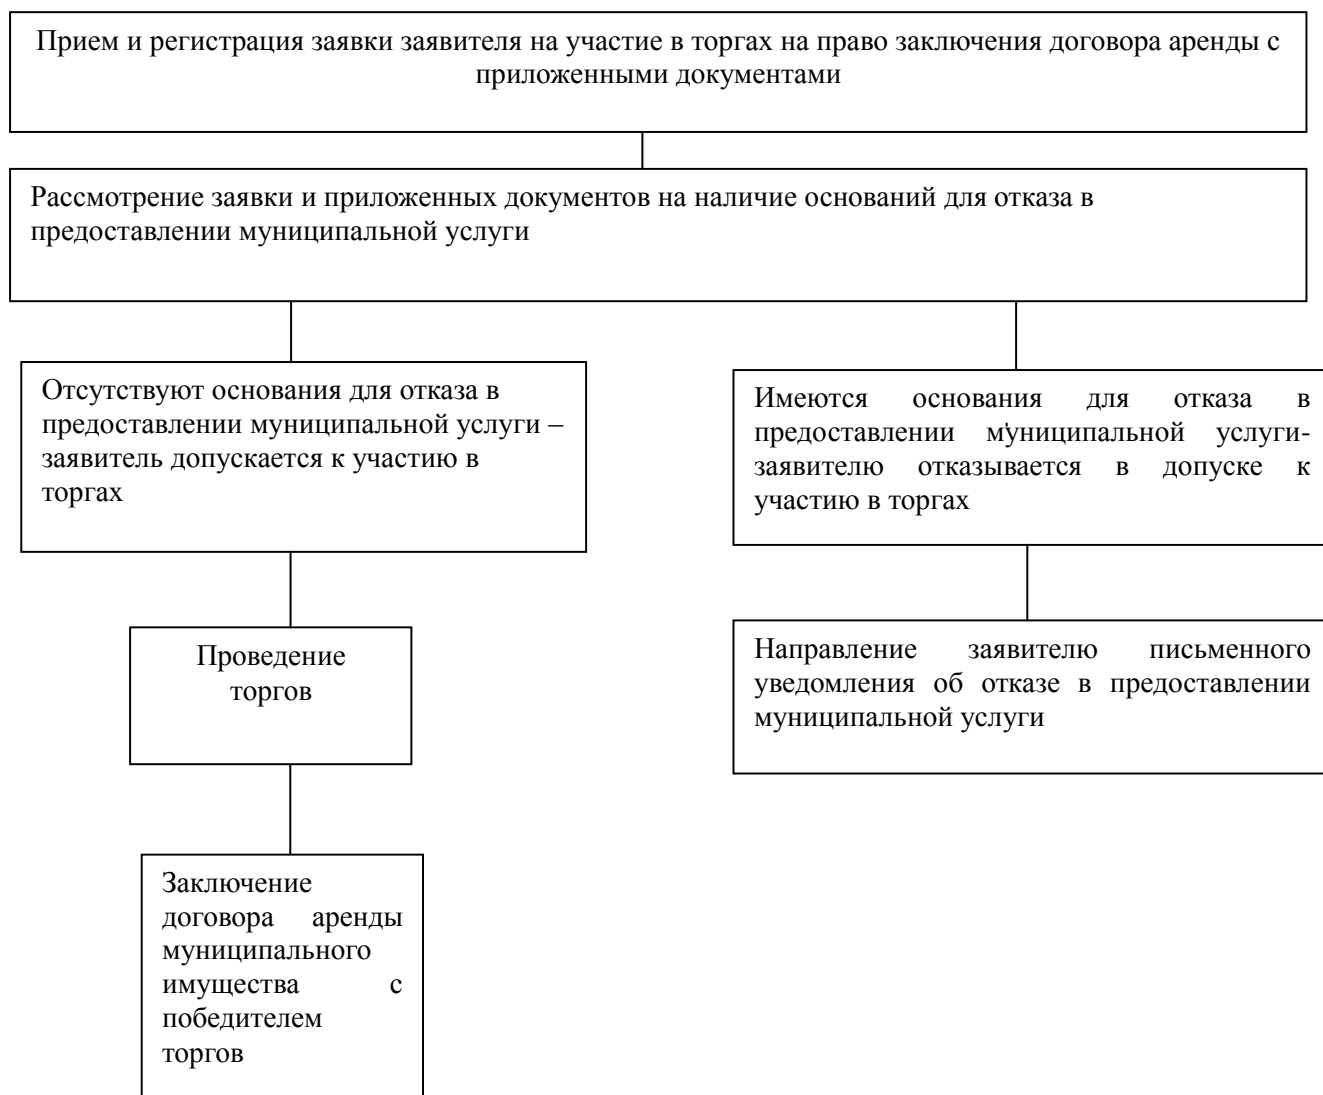 Прием и регистрация заявки заявителя на участие в торгах на право заключения договора аренды с
приложенными документами
Рассмотрение заявки и приложенных документов на наличие оснований для отказа в
предоставлении муниципальной услуги
Отсутствуют основания для отказа в
предоставлении муниципальной услуги –
заявитель допускается к участию в
торгах
Имеются основания для отказа в
предоставлении муниципальной услуги-
заявителю отказывается в допуске к
участию в торгах
Проведение
торгов
Направление заявителю письменного
уведомления об отказе в предоставлении
муниципальной услуги
Заключение
договора аренды
муниципального
имущества с
победителем
торгов